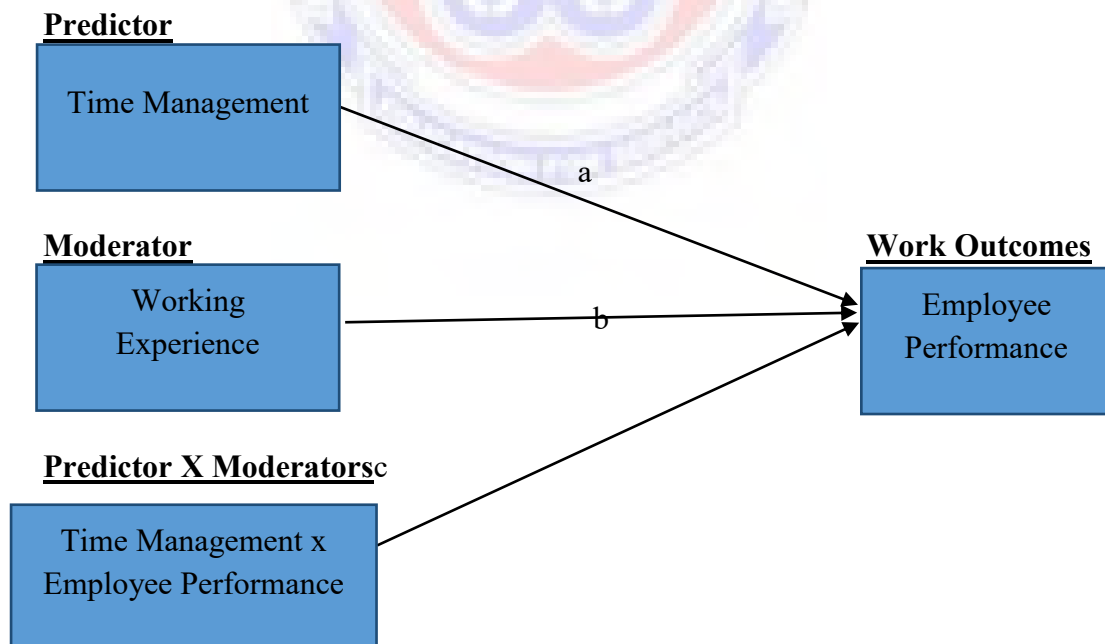 Predictor
Time Management
a
Moderator
Working
Experience
b
Work Outcomes
Employee
Performance
Predictor X Moderatorsc
Time Management x
Employee Performance